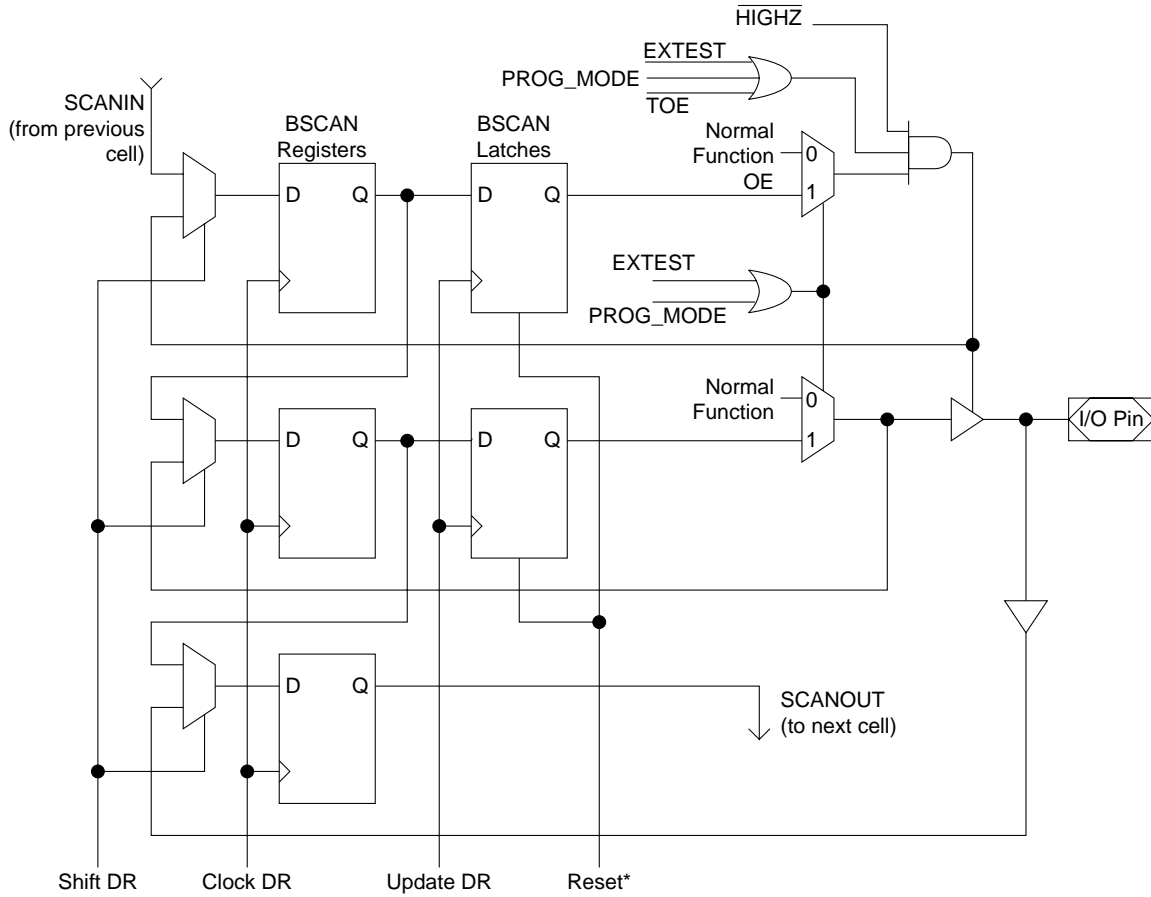 HIGHZ
EXTEST
PROG_MODE
TOE
SCANIN
(from previous
cell)
BSCAN
Registers
BSCAN
Latches
Normal
Function
OE
0
1
D Q
D Q
EXTEST
PROG_MODE
Normal
Function
0
1
I/O Pin
D Q
D Q
D Q
SCANOUT
(to next cell)
Shift DR
Clock DR
Update DR
Reset*